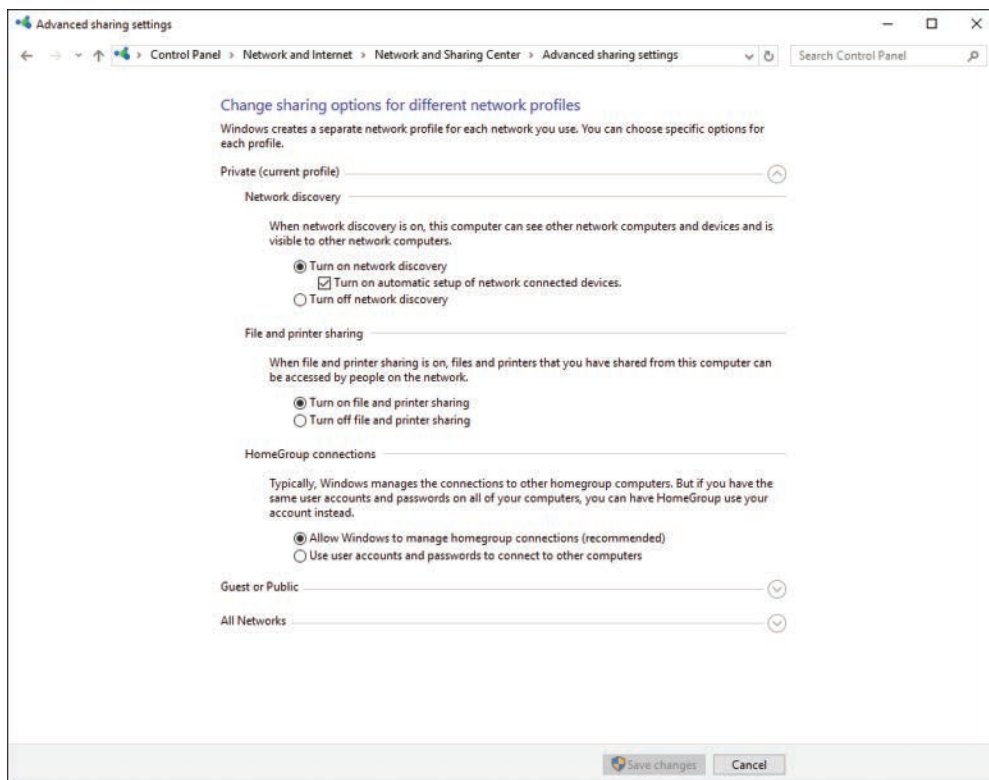 Advanced sharing settings
Control Panel > Network and Internet > Network and Sharing Center > Advanced sharing settings
Search Control Panel
Change sharing options for different network profiles
Windows creates a separate network profile for each network you use. You can choose specific options for
each profile.
Private (current profile)
Network discovery
When network discovery is on, this computer can see other network computers and devices and is
visible to other network computers.
Turn on network discovery
Turn on automatic setup of network connected devices.
Turn off network discovery
File and printer sharing
When file and printer sharing is on, files and printers that you have shared from this computer can
be accessed by people on the network.
Turn on file and printer sharing
Turn off file and printer sharing
HomeGroup connections
Typically, Windows manages the connections to other homegroup computers. But if you have the
same user accounts and passwords on all of your computers, you can have HomeGroup use your
account instead.
Allow Windows to manage homegroup connections (recommended)
Use user accounts and passwords to connect to other computers
Guest or Public
All Networks
Save changes
Cancel